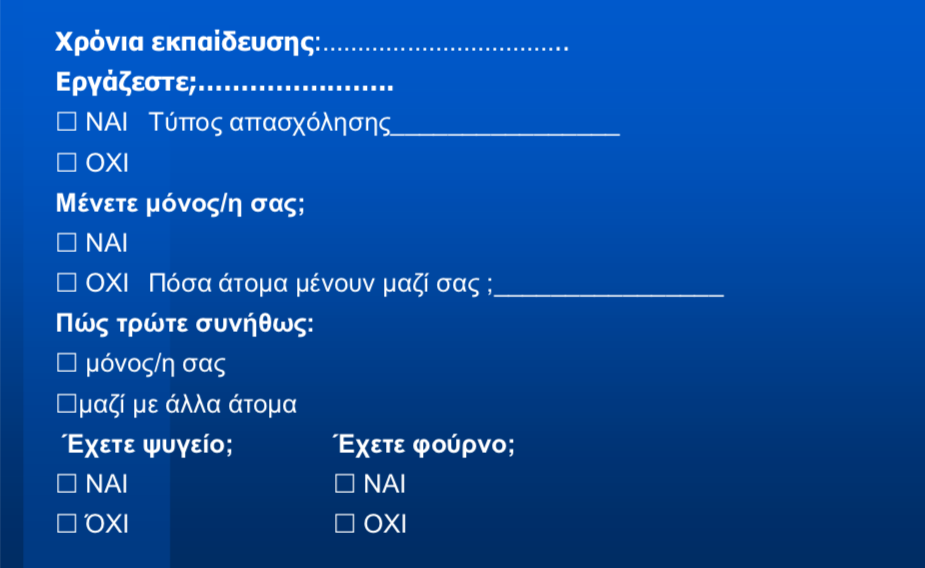 Χρόνια εκπαίδευσης:......................................
Εργάζεστε;.......................
☐ ΝΑΙ Τύπος απασχόλησης________________
☐ ΟΧΙ
Μένετε μόνος/η σας;
☐ ΝΑΙ
☐ ΟΧΙ Πόσα άτομα μένουν μαζί σας ;________________
Πώς τρώτε συνήθως:
☐ μόνος/η σας
☐μαζί με άλλα άτομα
Έχετε ψυγείο; Έχετε φούρνο;
☐ ΝΑΙ ☐ ΝΑΙ
☐ ΌΧΙ ☐ ΟΧΙ